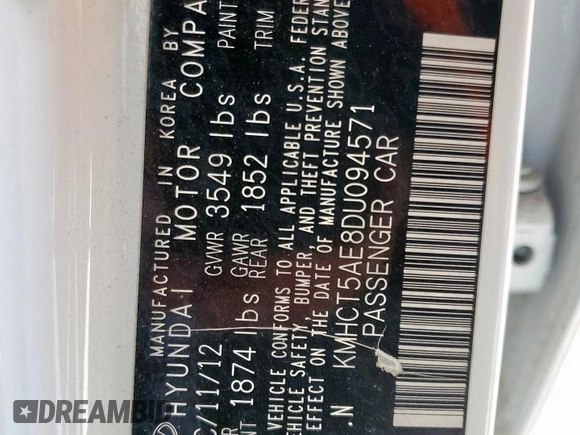 MANUFACTURED IN KOREA BY
HYUNDAI MOTOR COMPA
C/11/12 GVWR 3549 lbs PAINT
GAWR
1874 lbs REAR 1852 lbs TRIM
VEHICLE CONFORMS TO ALL APPLICABLE U.S.A. FEDER
VEHICLE SAFETY, BUMPER, AND THEFT PREVENTION STAN
EFFECT ON THE DATE OF MANUFACTURE SHOWN ABOVE
.N KMHCT5AE8DU094571
PASSENGER CAR
DREAMBID